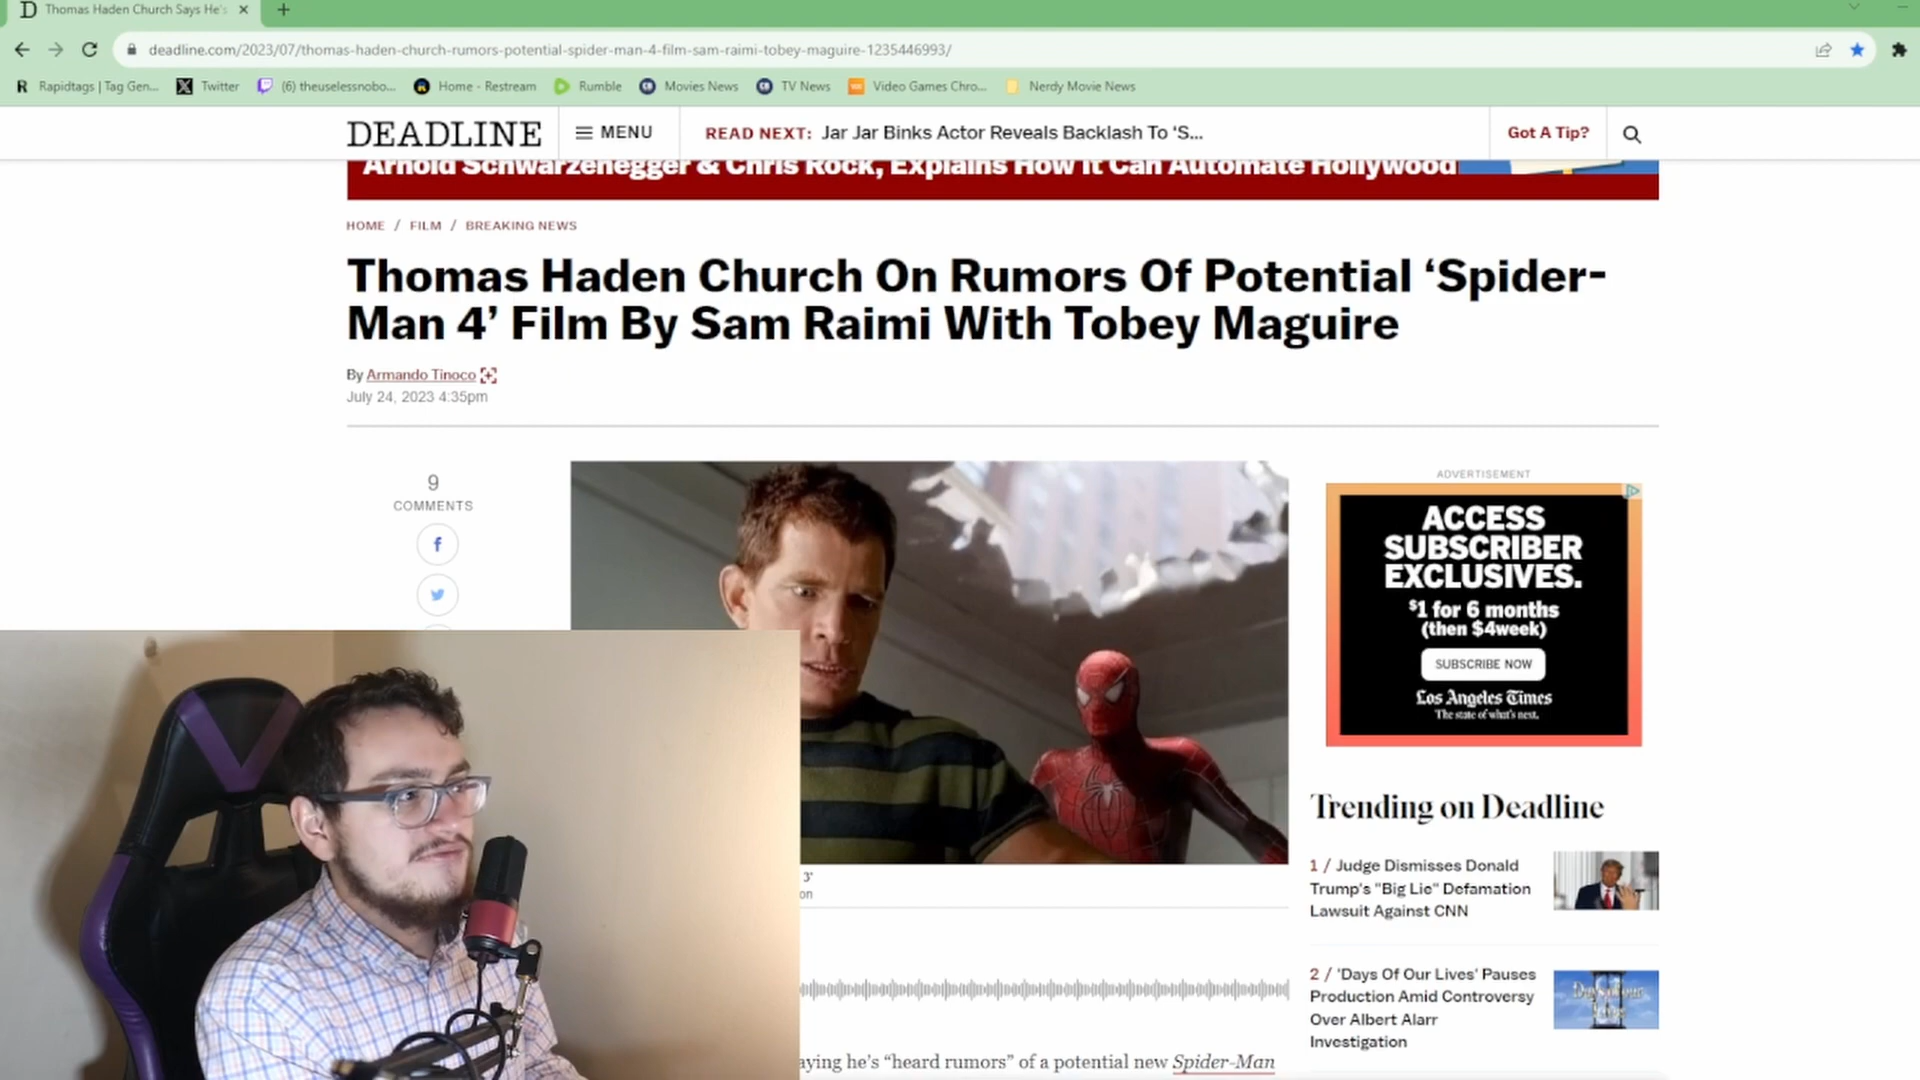 Thomas Haden Church Says He's
deadline.com/2023/07/thomas-haden-church-rumors-potential-spider-man-4-film-sam-raimi-tobey-maguire-1235446993/
Rapidtags | Tag Gen... Twitter (6) theuselessnobo... Home - Restream Rumble Movies News TV News Video Games Chro... Nerdy Movie News
DEADLINE MENU READ NEXT: Jar Jar Binks Actor Reveals Backlash To ‘S... Got A Tip?
Arnold Schwarzenegger & Chris Rock, Explains How It Can Automate Hollywood
HOME / FILM / BREAKING NEWS
Thomas Haden Church On Rumors Of Potential ‘Spider-
Man 4’ Film By Sam Raimi With Tobey Maguire
By Armando Tinoco
July 24, 2023 4:35pm
9
COMMENTS
ADVERTISEMENT
ACCESS
SUBSCRIBER
EXCLUSIVES.
$1 for 6 months
(then $4week)
SUBSCRIBE NOW
Los Angeles Times
The state of what's next.
Trending on Deadline
1 / Judge Dismisses Donald
Trump's "Big Lie" Defamation
Lawsuit Against CNN
2 / 'Days Of Our Lives' Pauses
Production Amid Controversy
Over Albert Alarr
Investigation
3’
on
aying he’s “heard rumors” of a potential new Spider-Man